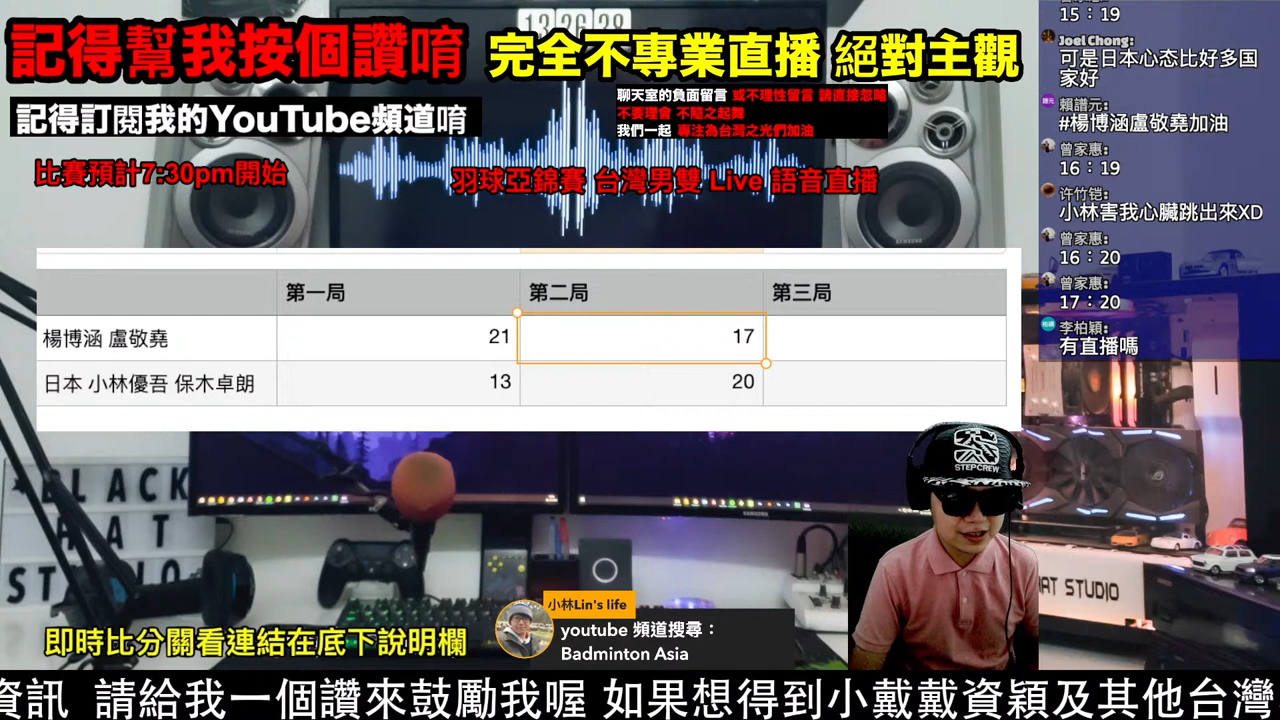 13 26 28
記得幫我按個讚唷
完全不專業直播 絕對主觀
記得訂閱我的YouTube頻道唷
聊天室的負面留言 或不理性留言 請直接忽略
不要理會 不隨之起舞
我們一起 專注為台灣之光們加油
比賽預計7:30pm開始
羽球亞錦賽 台灣男雙 Live 語音直播
第一局 第二局 第三局
楊博涵 盧敬堯 21 17
日本 小林優吾 保木卓朗 13 20
15：19
Joel Chong:
可是日本心态比好多国家好
賴譜元:
#楊博涵盧敬堯加油
曾家惠:
16：19
许竹铠:
小林害我心臟跳出來XD
曾家惠:
16：20
曾家惠:
17：20
李柏穎:
有直播嗎
BLACK
HAT
STUDIO
STEPCREW
SAMSUNG
HAT STUDIO
小林Lin's life
youtube 頻道搜尋：
Badminton Asia
即時比分關看連結在底下說明欄
資訊 請給我一個讚來鼓勵我喔 如果想得到小戴戴資穎及其他台灣